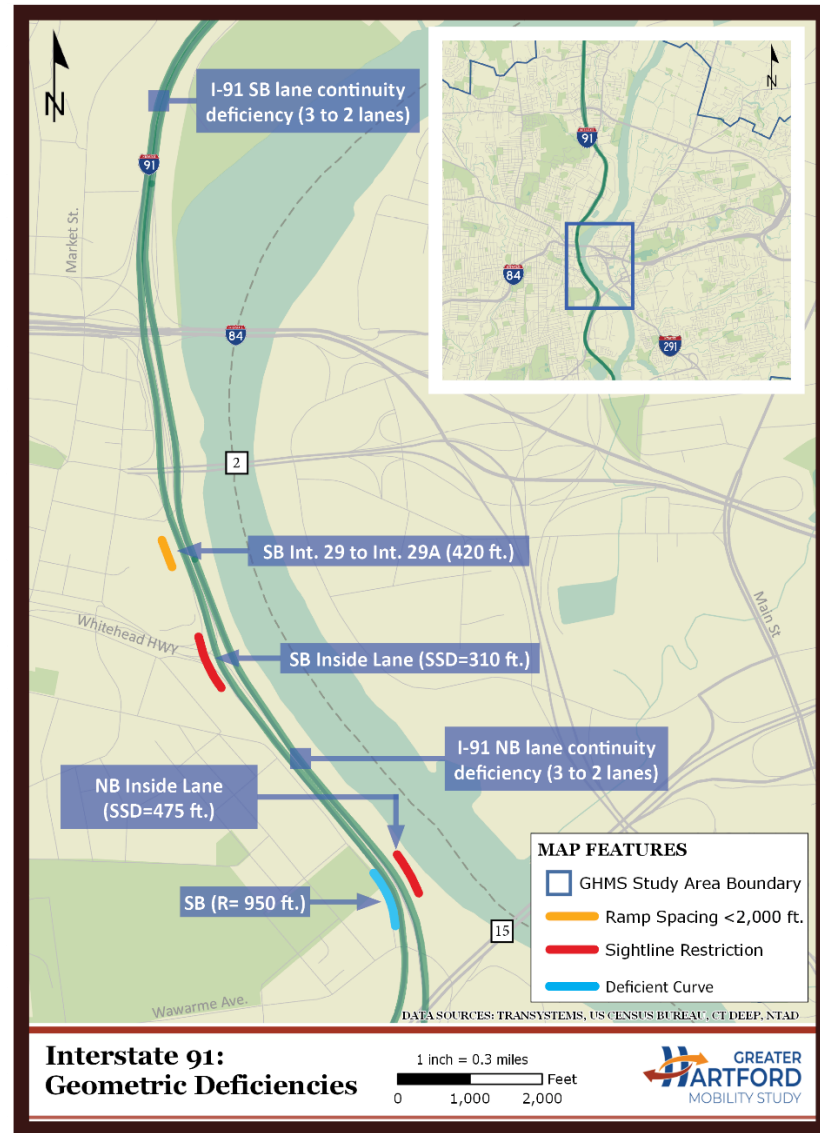 N
I-91 SB lane continuity
deficiency (3 to 2 lanes)
91
Market St.
84
2
SB Int. 29 to Int. 29A (420 ft.)
Whitehead HWY
SB Inside Lane (SSD=310 ft.)
Main St
I-91 NB lane continuity
deficiency (3 to 2 lanes)
NB Inside Lane
(SSD=475 ft.)
SB (R= 950 ft.)
15
Wawarme Ave.
N
91
84
291
MAP FEATURES
GHMS Study Area Boundary
Ramp Spacing <2,000 ft.
Sightline Restriction
Deficient Curve
DATA SOURCES: TRANSYSTEMS, US CENSUS BUREAU, CT DEEP, NTAD
Interstate 91:
Geometric Deficiencies
1 inch = 0.3 miles
Feet
0 1,000 2,000
GREATER
HARTFORD
MOBILITY STUDY